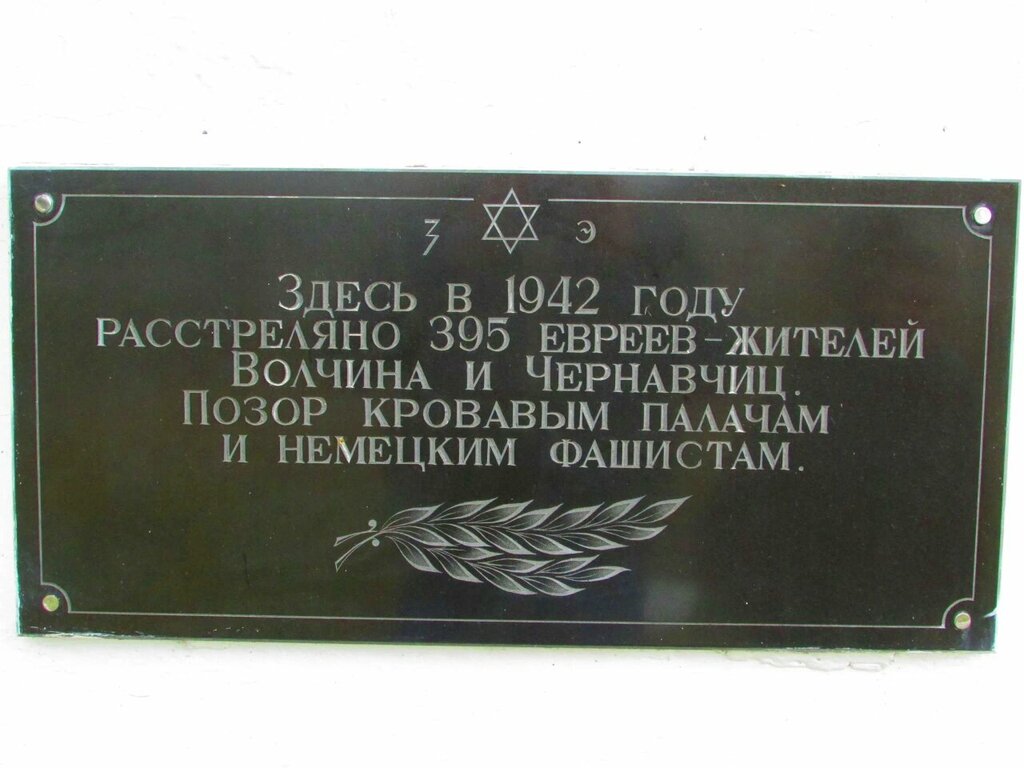 З ✡ Э
Здесь в 1942 году
расстреляно 395 евреев – жителей
Волчина и Чернавчиц.
Позор кровавым палачам
и немецким фашистам.